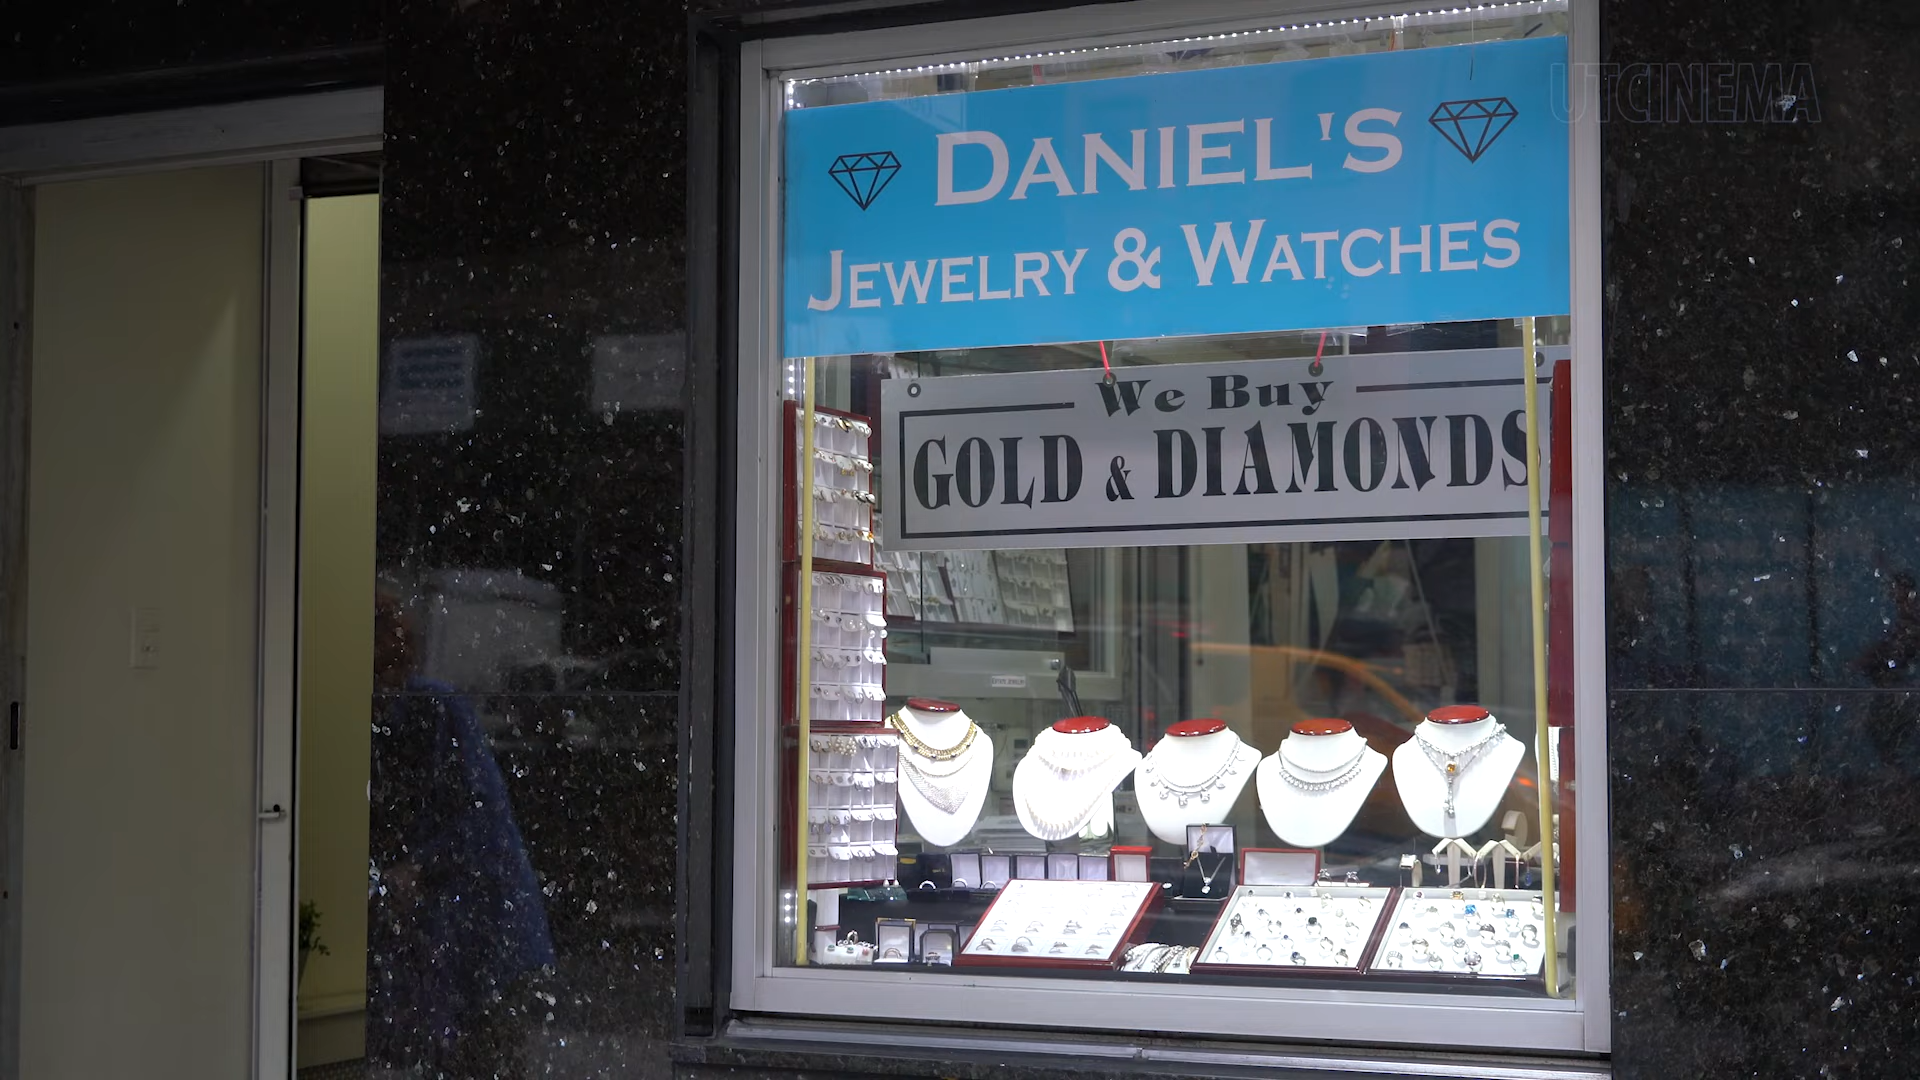 UTCINEMA
DANIEL'S
JEWELRY & WATCHES
We Buy
GOLD & DIAMONDS